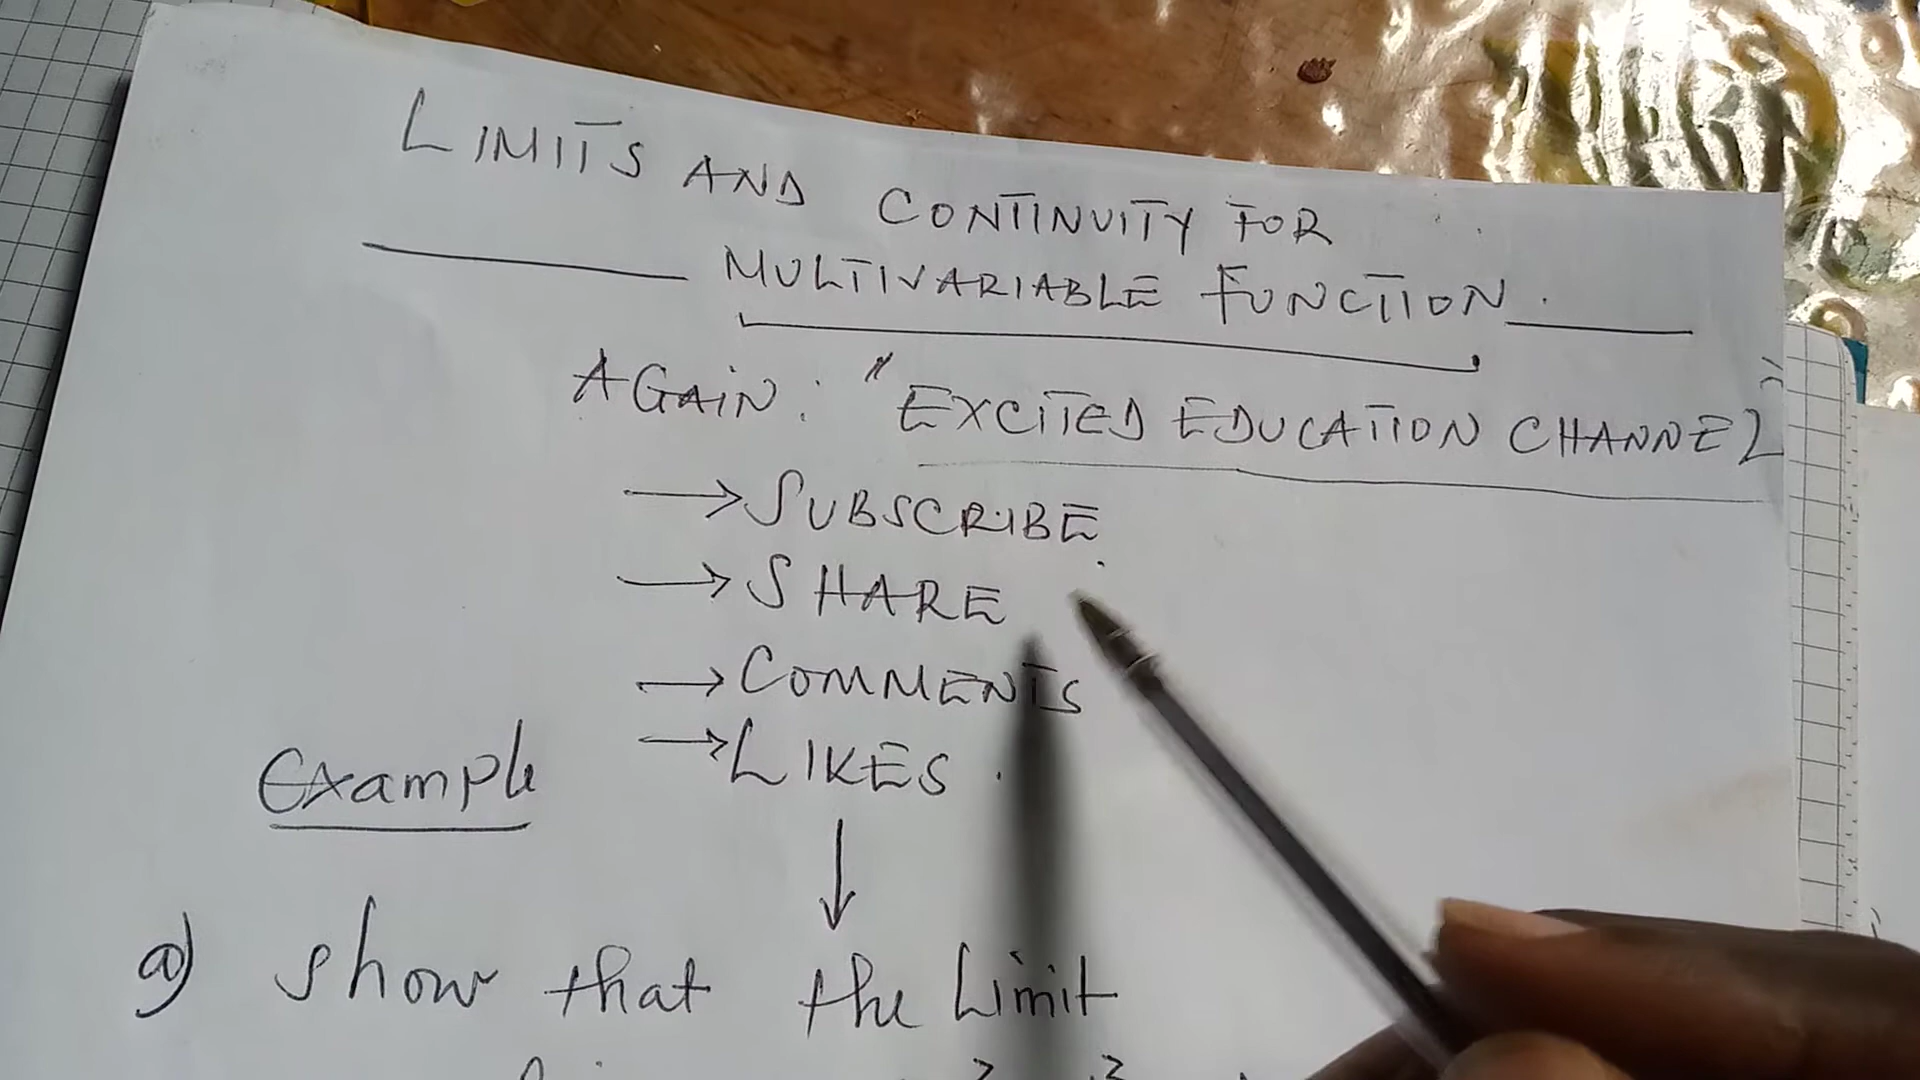 LIMITS AND CONTINUITY FOR
MULTIVARIABLE FUNCTION.
AGAIN: "EXCITED EDUCATION CHANNEL"
→ SUBSCRIBE.
→ SHARE
→ COMMENTS
→ LIKES.
Example
a) show that the Limit